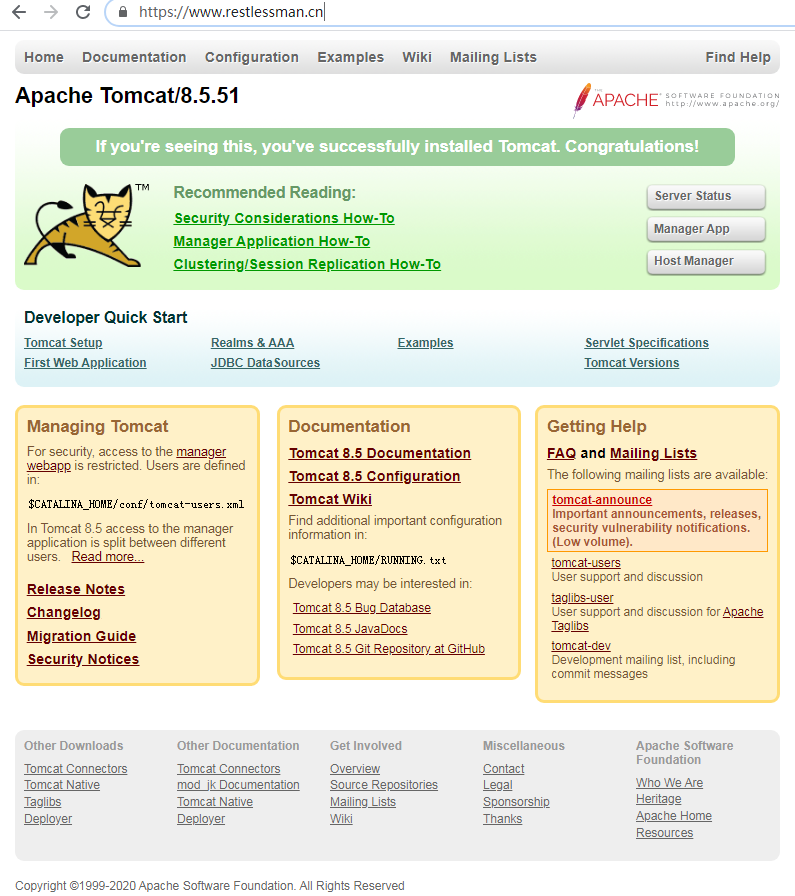 https://www.restlessman.cn
Home Documentation Configuration Examples Wiki Mailing Lists Find Help
Apache Tomcat/8.5.51
THE APACHE® SOFTWARE FOUNDATION
http://www.apache.org/
If you're seeing this, you've successfully installed Tomcat. Congratulations!
TM
Recommended Reading:
Security Considerations How-To
Manager Application How-To
Clustering/Session Replication How-To
Server Status
Manager App
Host Manager
Developer Quick Start
Tomcat Setup
First Web Application
Realms & AAA
JDBC DataSources
Examples
Servlet Specifications
Tomcat Versions
Managing Tomcat
For security, access to the manager
webapp is restricted. Users are defined
in:
$CATALINA_HOME/conf/tomcat-users.xml
In Tomcat 8.5 access to the manager
application is split between different
users. Read more...
Release Notes
Changelog
Migration Guide
Security Notices
Documentation
Tomcat 8.5 Documentation
Tomcat 8.5 Configuration
Tomcat Wiki
Find additional important configuration
information in:
$CATALINA_HOME/RUNNING.txt
Developers may be interested in:
Tomcat 8.5 Bug Database
Tomcat 8.5 JavaDocs
Tomcat 8.5 Git Repository at GitHub
Getting Help
FAQ and Mailing Lists
The following mailing lists are available:
tomcat-announce
Important announcements, releases,
security vulnerability notifications.
(Low volume).
tomcat-users
User support and discussion
taglibs-user
User support and discussion for Apache
Taglibs
tomcat-dev
Development mailing list, including
commit messages
Other Downloads
Tomcat Connectors
Tomcat Native
Taglibs
Deployer
Other Documentation
Tomcat Connectors
mod_jk Documentation
Tomcat Native
Deployer
Get Involved
Overview
Source Repositories
Mailing Lists
Wiki
Miscellaneous
Contact
Legal
Sponsorship
Thanks
Apache Software
Foundation
Who We Are
Heritage
Apache Home
Resources
Copyright ©1999-2020 Apache Software Foundation. All Rights Reserved